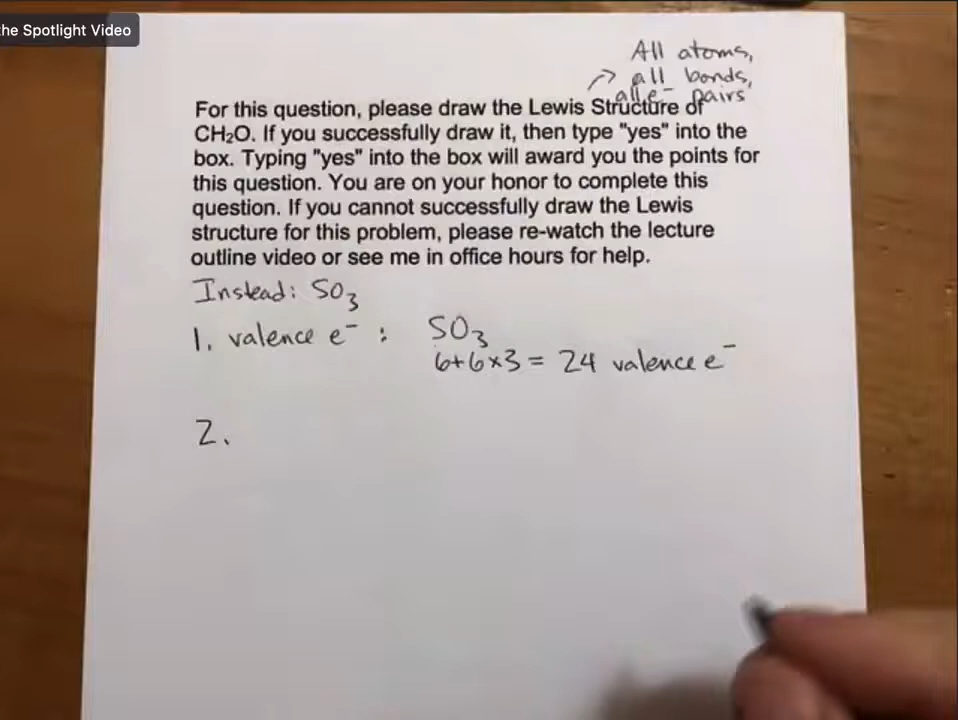 the Spotlight Video
All atoms,
all bonds,
all e⁻ pairs
For this question, please draw the Lewis Structure of
CH₂O. If you successfully draw it, then type "yes" into the
box. Typing "yes" into the box will award you the points for
this question. You are on your honor to complete this
question. If you cannot successfully draw the Lewis
structure for this problem, please re-watch the lecture
outline video or see me in office hours for help.
Instead: SO₃
1. valence e⁻ : SO₃
6+6×3 = 24 valence e⁻
2.